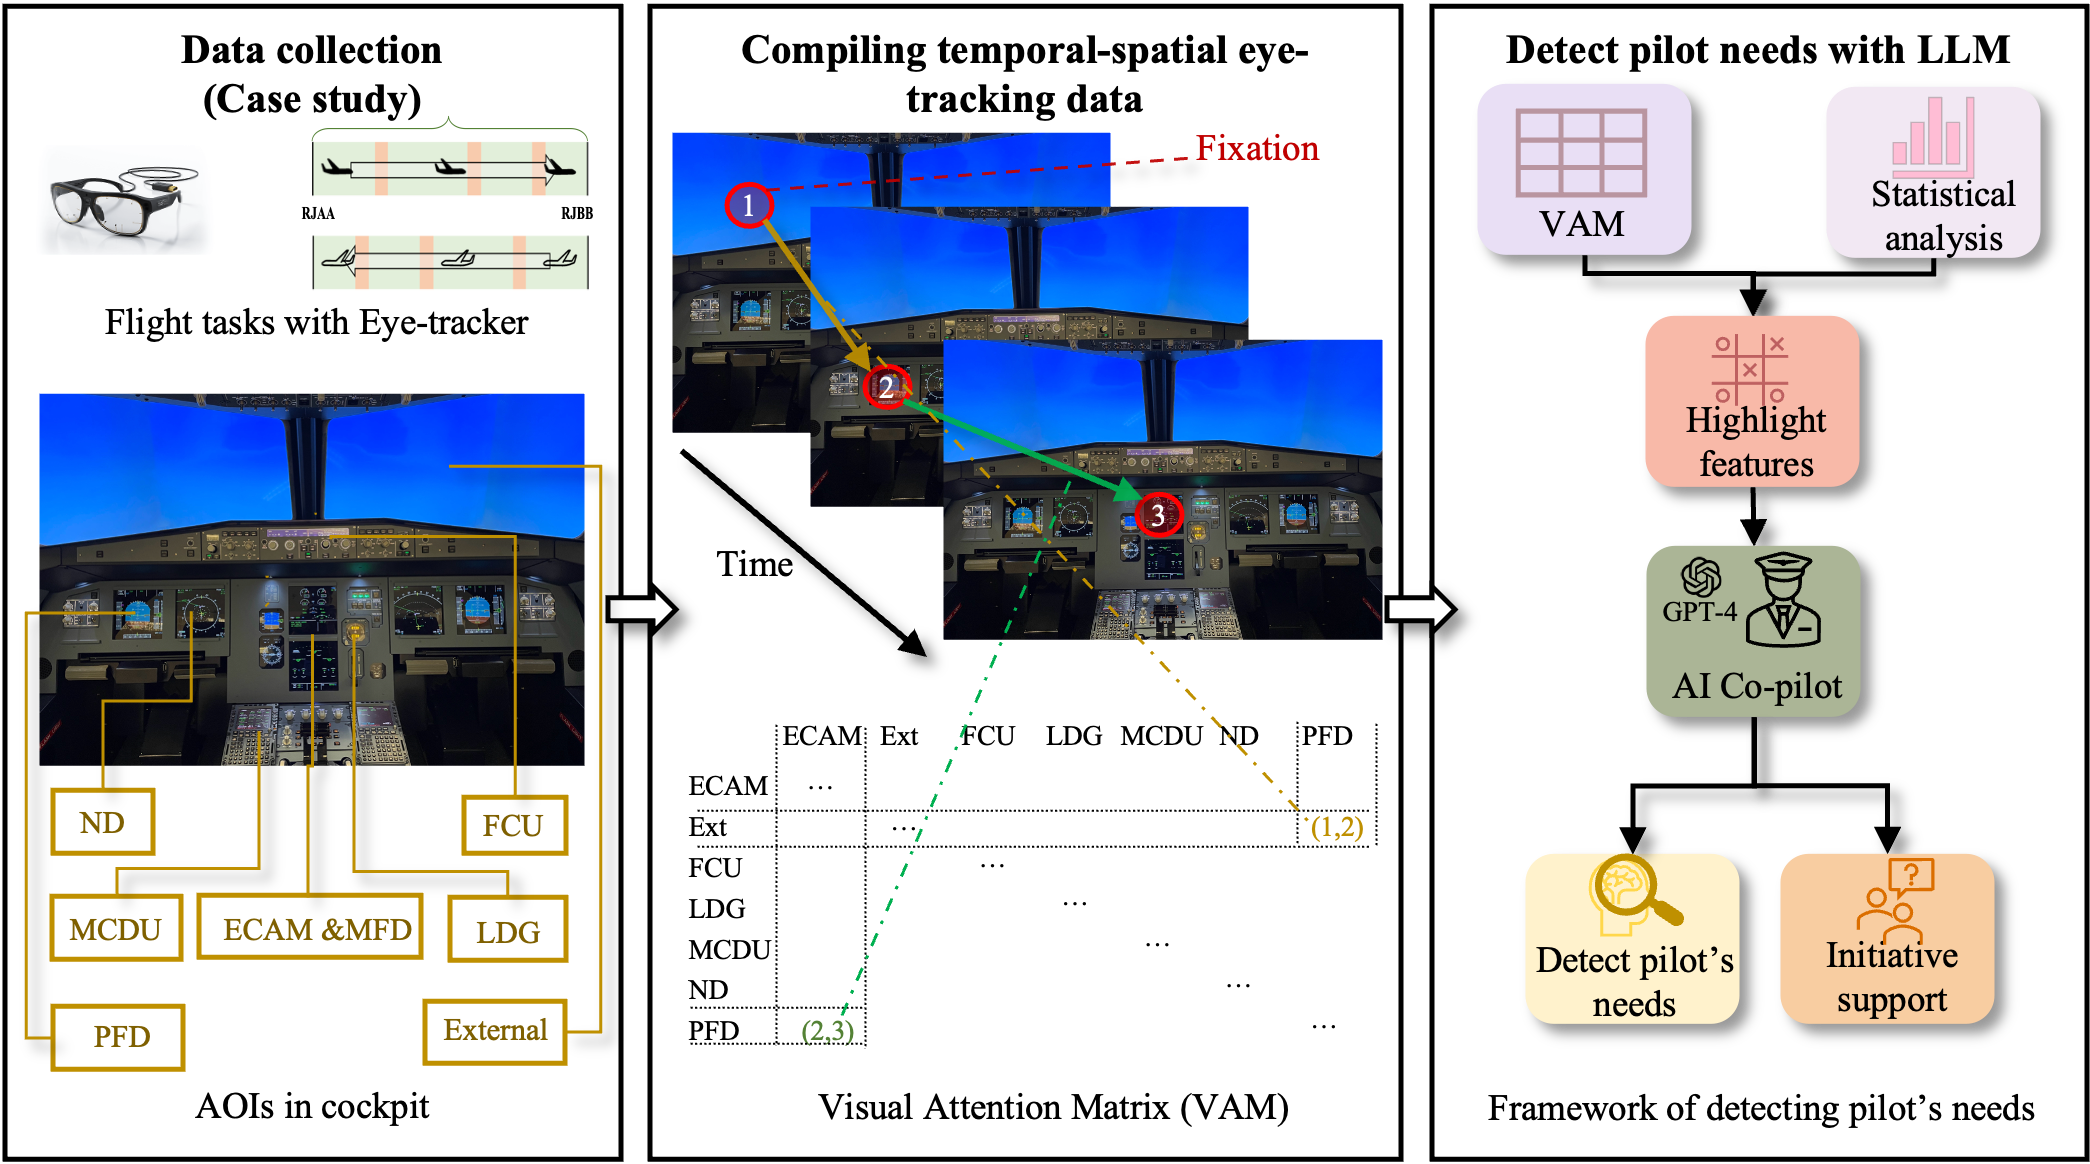 Data collection
(Case study)
RJAA
RJBB
Flight tasks with Eye-tracker
ND
FCU
MCDU
ECAM &MFD
LDG
PFD
External
AOIs in cockpit
Compiling temporal-spatial eye-
tracking data
Fixation
1
2
3
Time
ECAM Ext FCU LDG MCDU ND PFD
ECAM ...
Ext ... (1,2)
FCU ...
LDG ...
MCDU ...
ND ...
PFD (2,3) ...
Visual Attention Matrix (VAM)
Detect pilot needs with LLM
VAM
Statistical
analysis
Highlight
features
GPT-4
AI Co-pilot
Detect pilot's
needs
?
Initiative
support
Framework of detecting pilot's needs